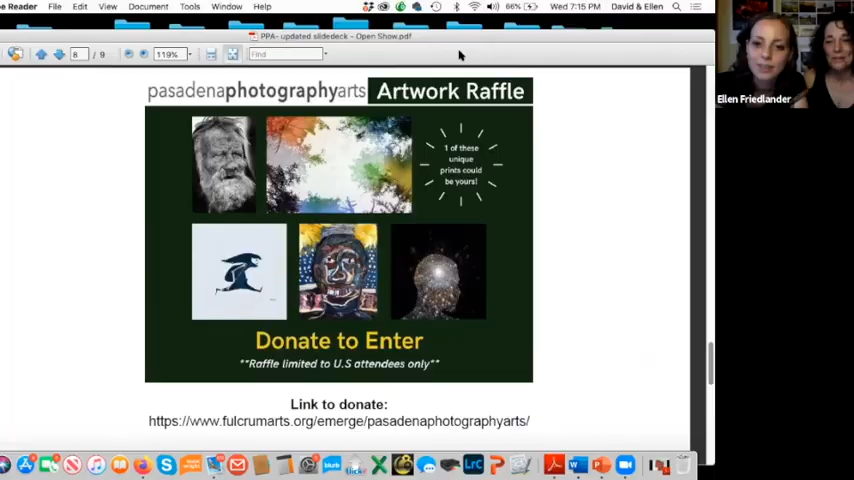 e Reader File Edit View Document Tools Window Help
66% Wed 7:15 PM David & Ellen
PPA- updated slidedeck - Open Show.pdf
8 / 9 119% Find
Ellen Friedlander
pasadenaphotographyarts Artwork Raffle
1 of these
unique
prints could
be yours!
Donate to Enter
**Raffle limited to U.S attendees only**
Link to donate:
https://www.fulcrumarts.org/emerge/pasadenaphotographyarts/